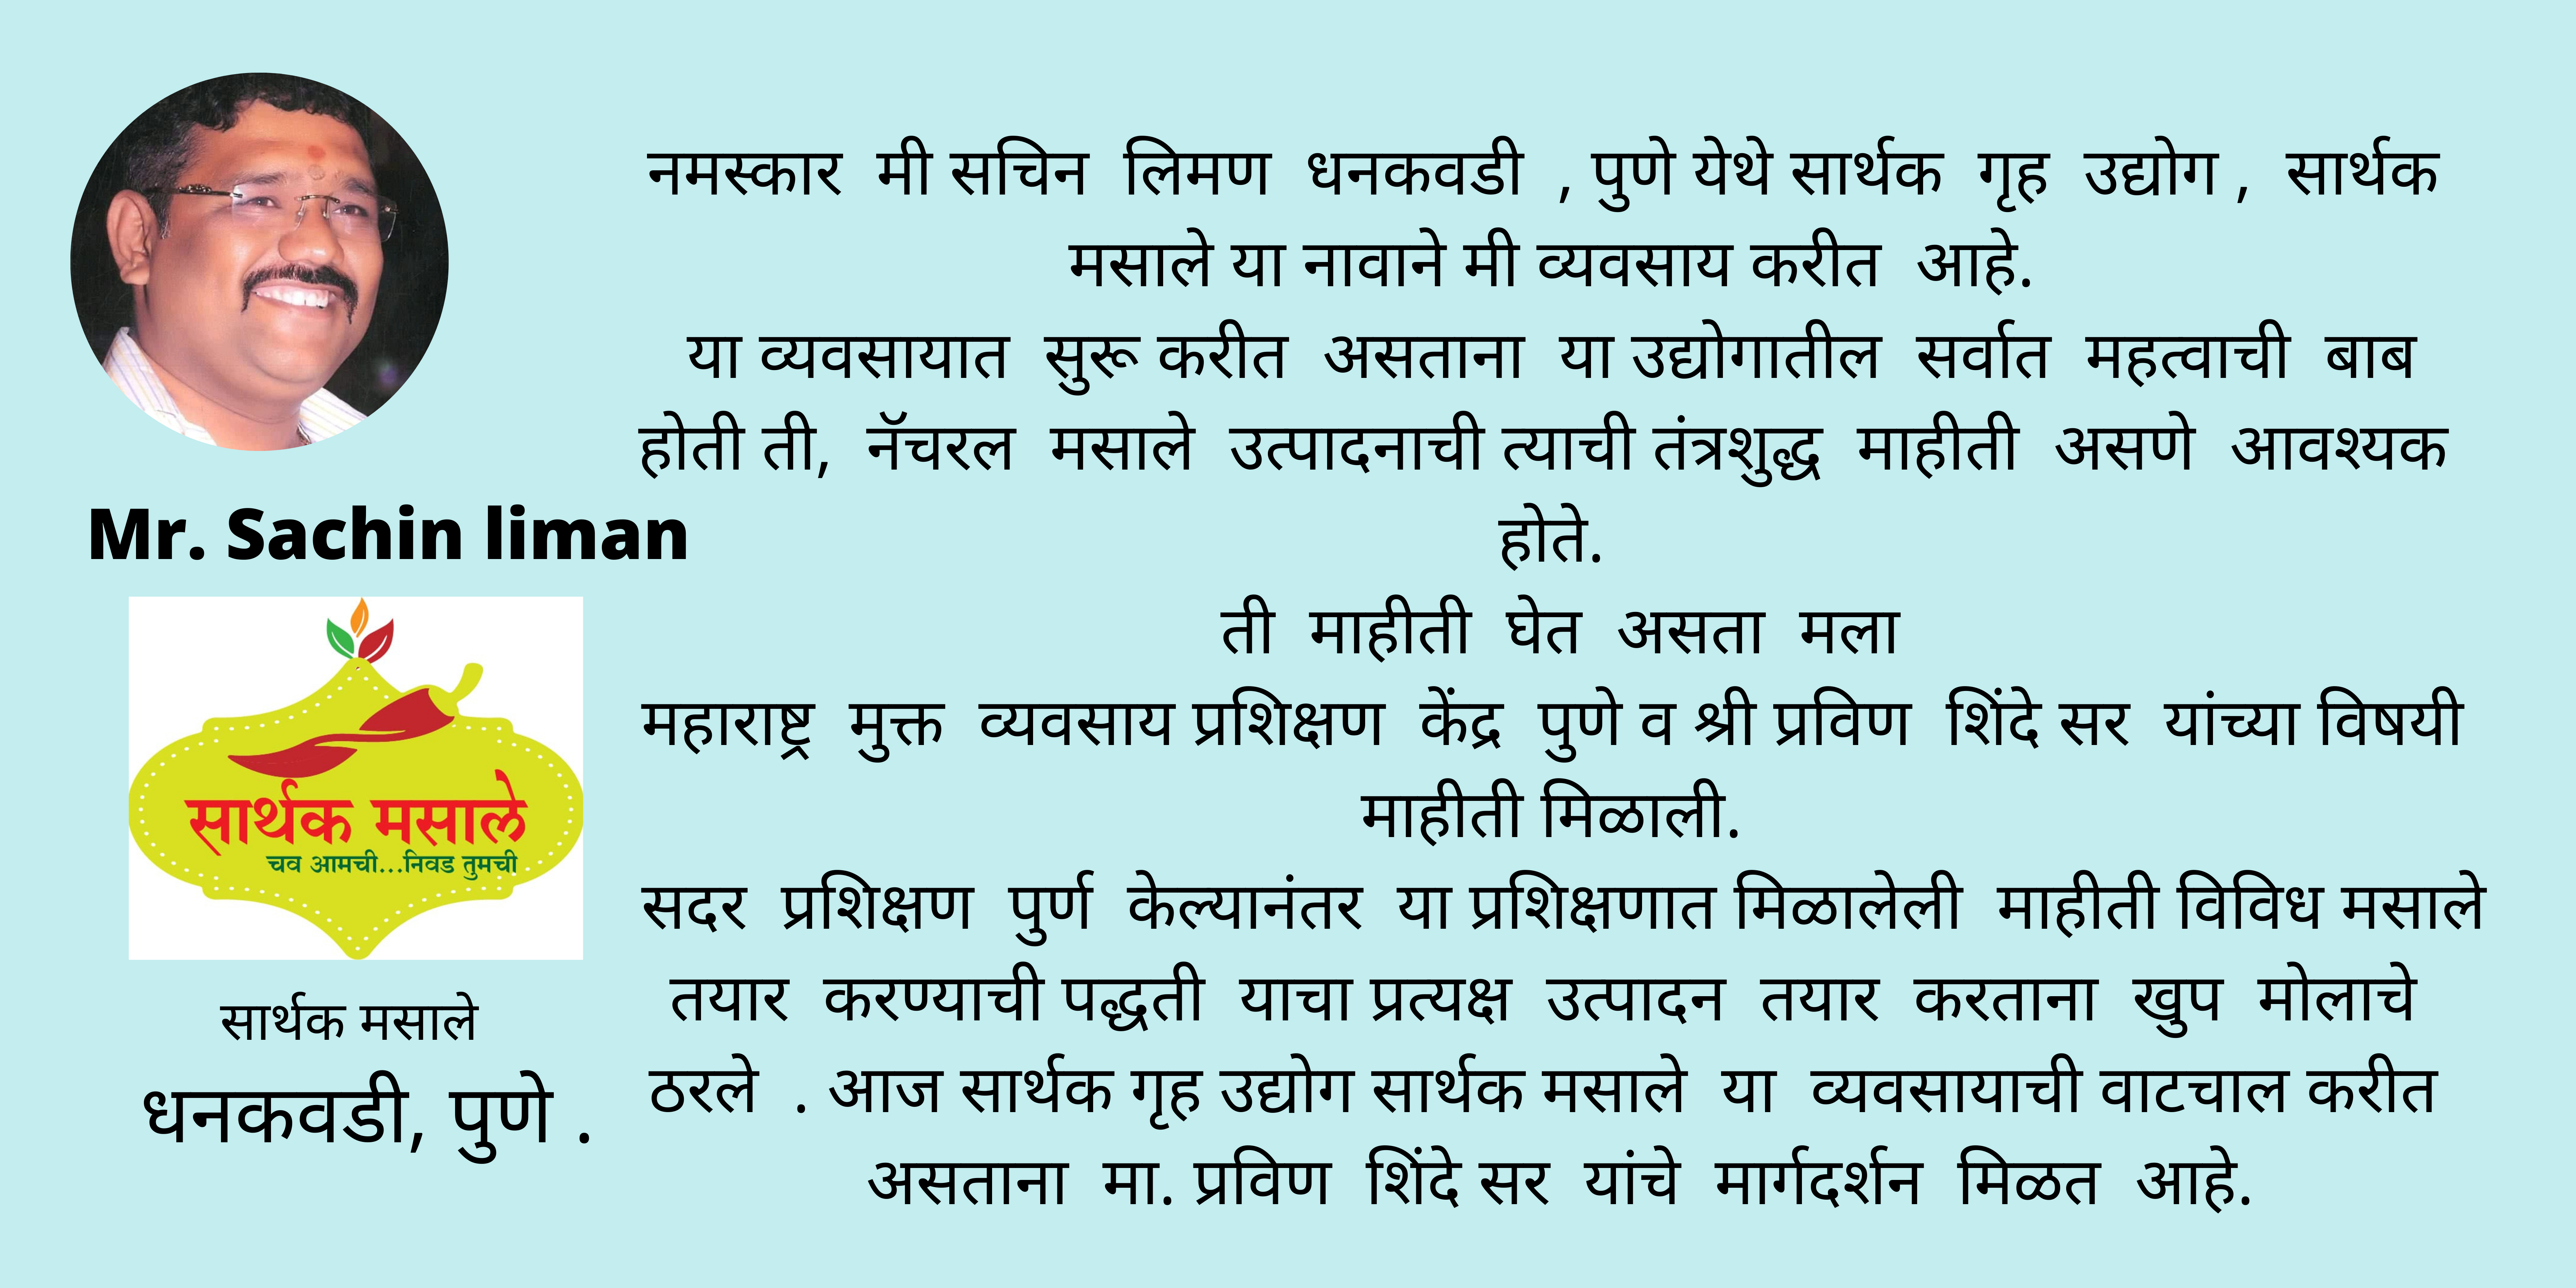 Mr. Sachin liman
सार्थक मसाले
चव आमची...निवड तुमची
सार्थक मसाले
धनकवडी, पुणे .
नमस्कार मी सचिन लिमण धनकवडी , पुणे येथे सार्थक गृह उद्योग , सार्थक
मसाले या नावाने मी व्यवसाय करीत आहे.
या व्यवसायात सुरू करीत असताना या उद्योगातील सर्वात महत्वाची बाब
होती ती, नॅचरल मसाले उत्पादनाची त्याची तंत्रशुद्ध माहीती असणे आवश्यक
होते.
ती माहीती घेत असता मला
महाराष्ट्र मुक्त व्यवसाय प्रशिक्षण केंद्र पुणे व श्री प्रविण शिंदे सर यांच्या विषयी
माहीती मिळाली.
सदर प्रशिक्षण पुर्ण केल्यानंतर या प्रशिक्षणात मिळालेली माहीती विविध मसाले
तयार करण्याची पद्धती याचा प्रत्यक्ष उत्पादन तयार करताना खुप मोलाचे
ठरले . आज सार्थक गृह उद्योग सार्थक मसाले या व्यवसायाची वाटचाल करीत
असताना मा. प्रविण शिंदे सर यांचे मार्गदर्शन मिळत आहे.